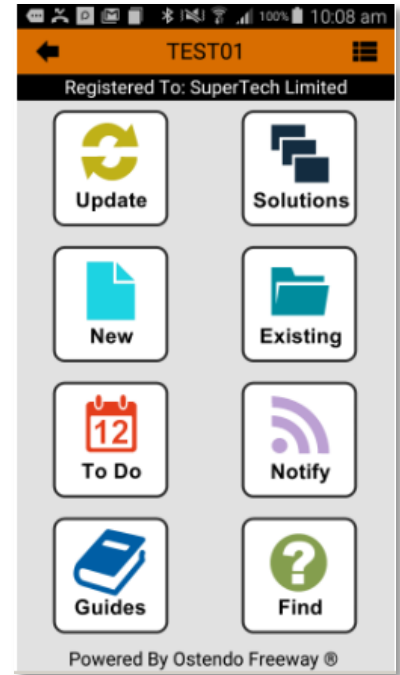 100% 10:08 am
TEST01
Registered To: SuperTech Limited
Update Solutions
New Existing
12
To Do Notify
Guides Find
Powered By Ostendo Freeway ®